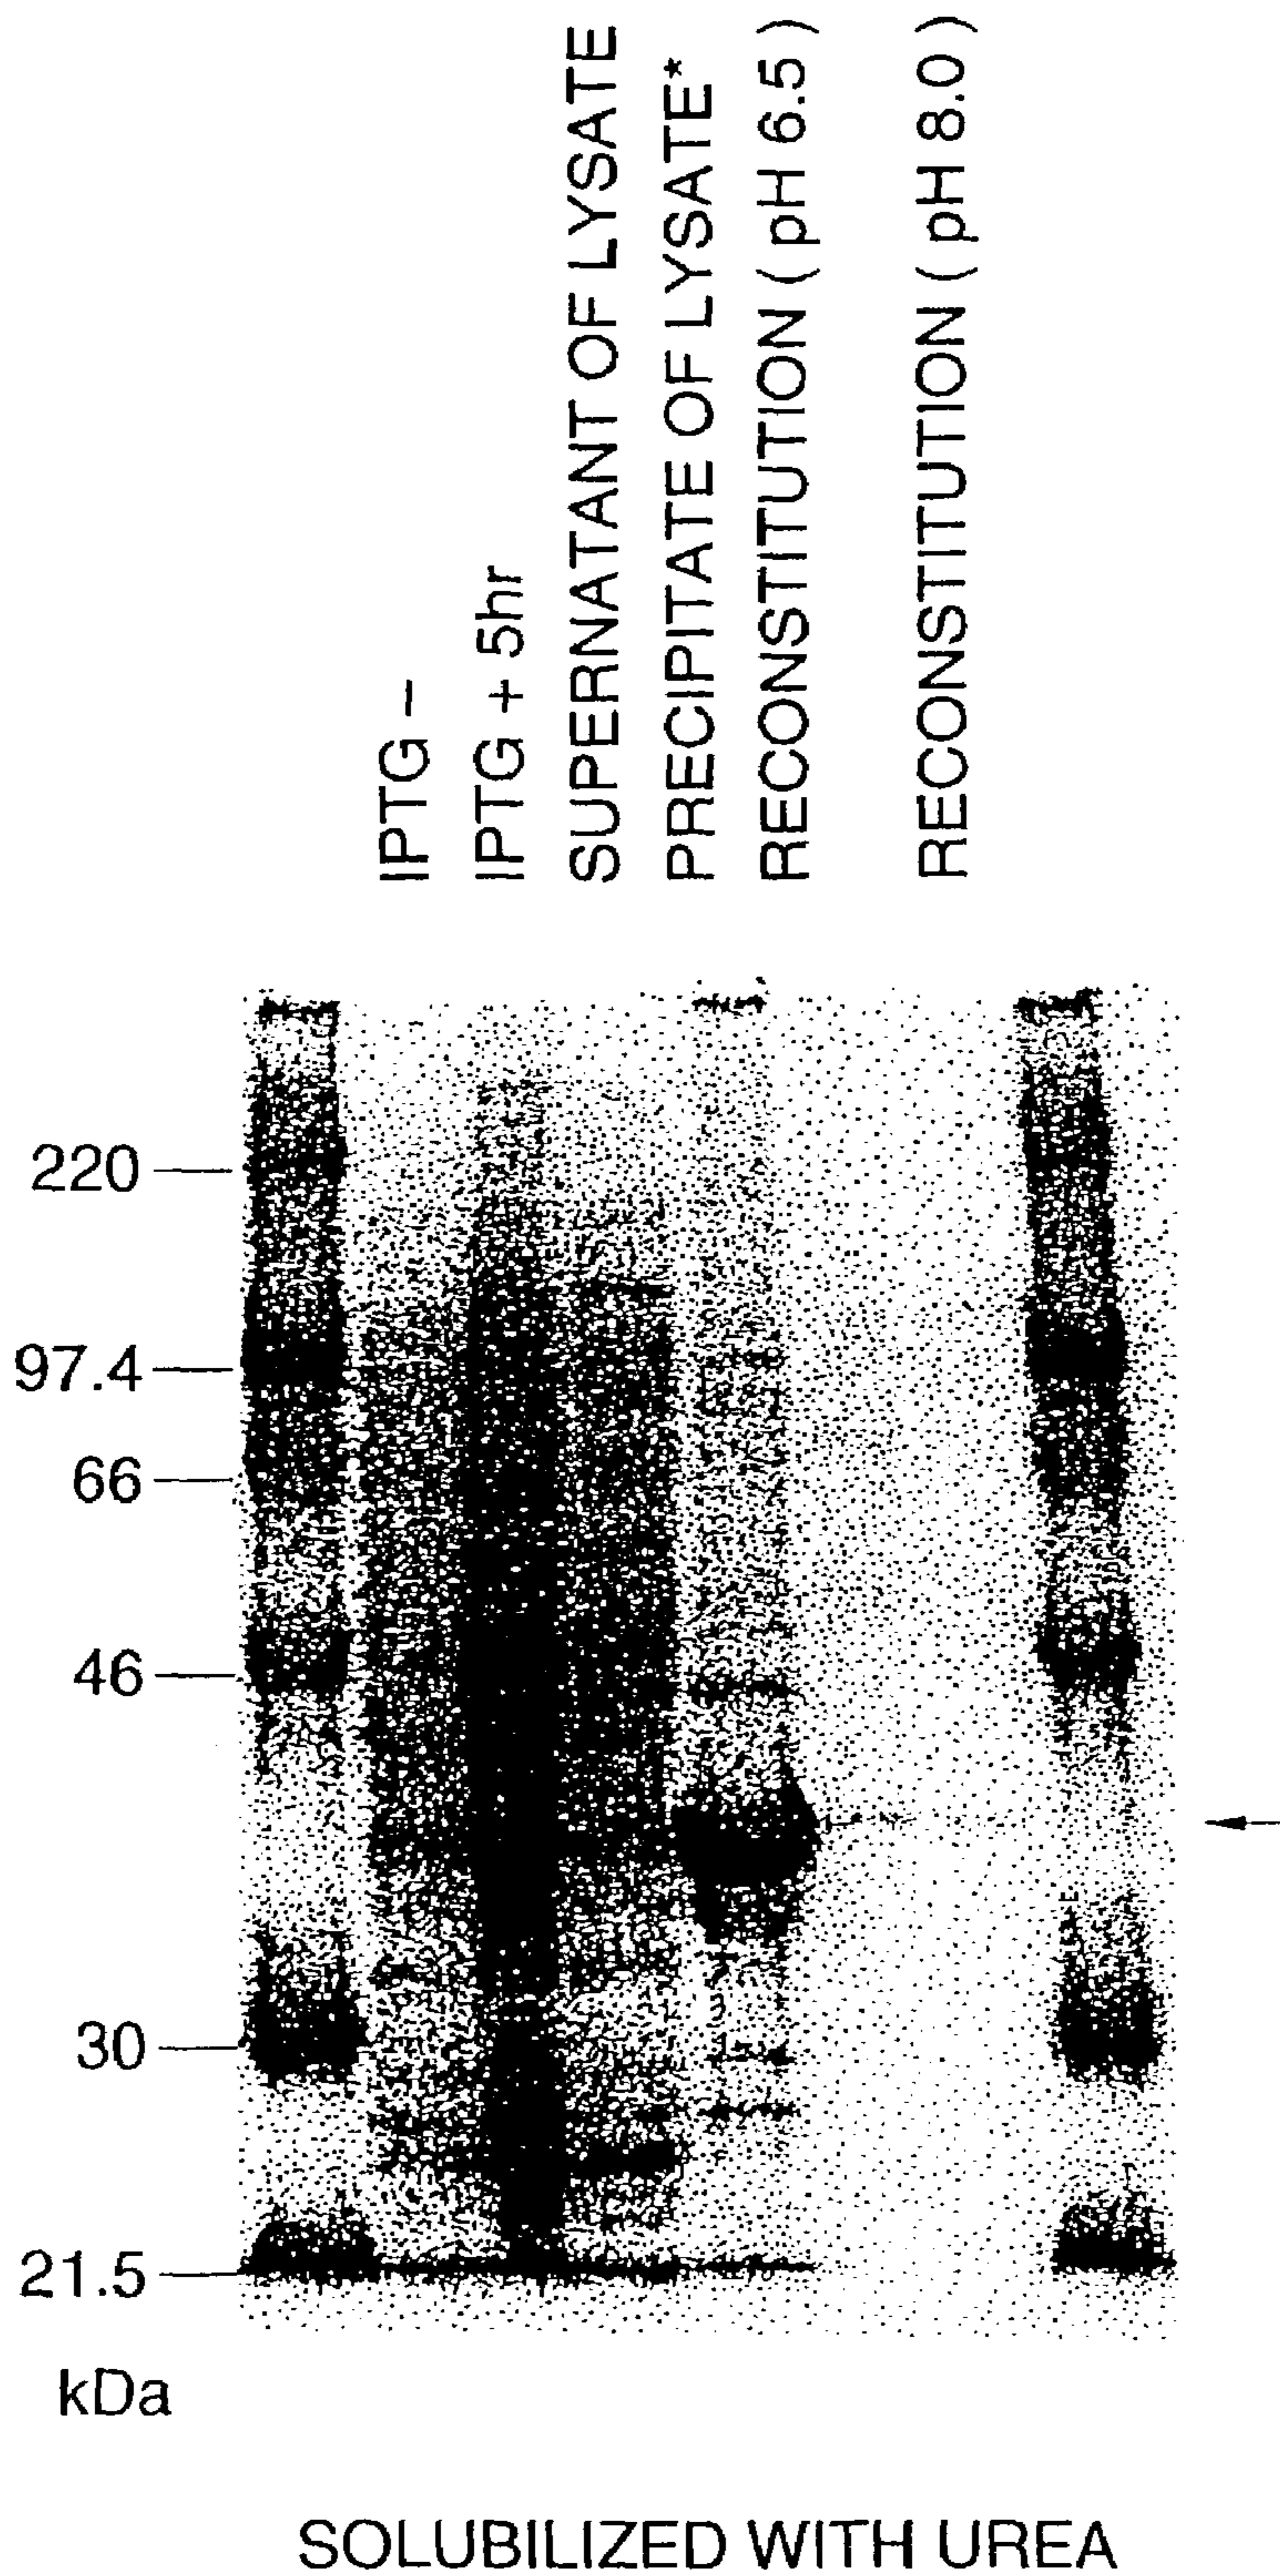 IPTG –
IPTG + 5hr
SUPERNATANT OF LYSATE
PRECIPITATE OF LYSATE*
RECONSTITUTION ( pH 6.5 )
RECONSTITUTION ( pH 8.0 )
220
97.4
66
46
30
21.5
kDa
SOLUBILIZED WITH UREA